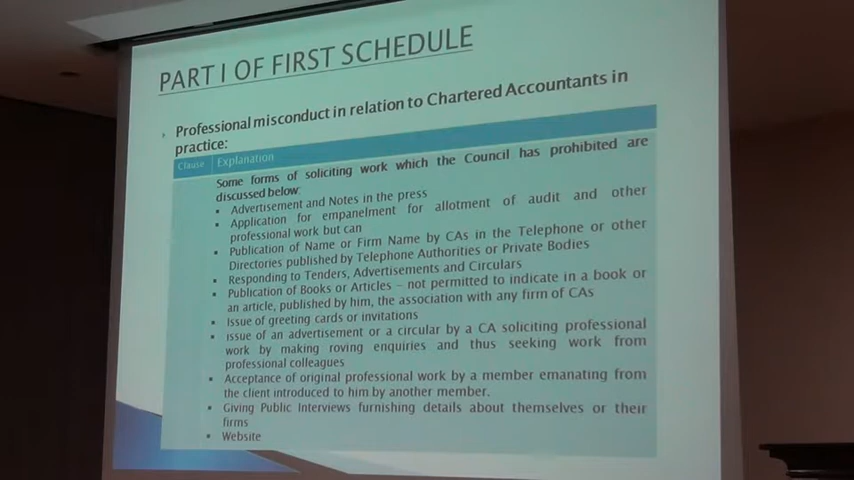 PART I OF FIRST SCHEDULE
Professional misconduct in relation to Chartered Accountants in
practice:
Clause Explanation
Some forms of soliciting work which the Council has prohibited are
discussed below:
▪ Advertisement and Notes in the press
▪ Application for empanelment for allotment of audit and other
professional work but can
▪ Publication of Name or Firm Name by CAs in the Telephone or other
Directories published by Telephone Authorities or Private Bodies
▪ Responding to Tenders, Advertisements and Circulars
▪ Publication of Books or Articles – not permitted to indicate in a book or
an article, published by him, the association with any firm of CAs
▪ Issue of greeting cards or invitations
▪ issue of an advertisement or a circular by a CA soliciting professional
work by making roving enquiries and thus seeking work from
professional colleagues
▪ Acceptance of original professional work by a member emanating from
the client introduced to him by another member.
▪ Giving Public Interviews furnishing details about themselves or their
firms
▪ Website